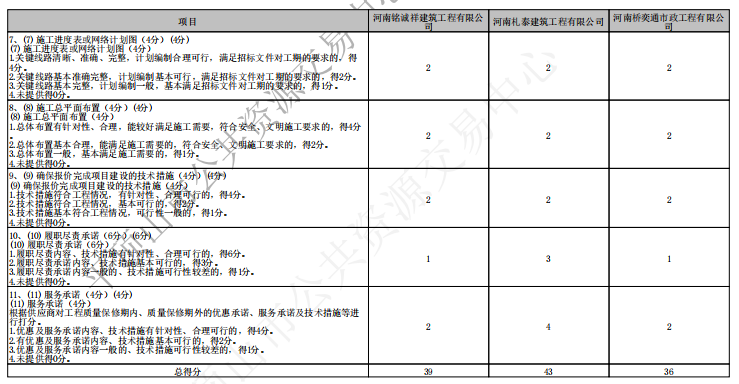 项目 河南铭诚祥建筑工程有限公司 河南札泰建筑工程有限公司 河南桥奕通市政工程有限公司
7、(7) 施工进度表或网络计划图（4分）(4分)
(7) 施工进度表或网络计划图（4分）
1.关键线路清晰、准确、完整，计划编制合理可行，满足招标文件对工期的要求的，得
4分。
2.关键线路基本准确完整，计划编制基本可行，满足招标文件对工期的要求的，得2分。
3.关键线路基本完整，计划编制一般，基本满足招标文件对工期的要求的，得1分。
4.未提供得0分。
2 2 2
8、(8) 施工总平面布置（4分）(4分)
(8) 施工总平面布置（4分）
1.总体布置有针对性、合理，能较好满足施工需要，符合安全、文明施工要求的，得4分
。
2.总体布置基本合理，能满足施工需要的，符合安全、文明施工要求的，得2分。
3.总体布置一般，基本满足施工需要的，得1分。
4.未提供得0分。
2 2 2
9、(9) 确保报价完成项目建设的技术措施（4分）(4分)
(9) 确保报价完成项目建设的技术措施（4分）
1.技术措施符合工程情况，有针对性、合理可行的，得4分。
2.技术措施符合工程情况，基本可行的，得2分。
3.技术措施基本符合工程情况，可行性一般的，得1分。
4.未提供得0分。
2 2 2
10、(10) 履职尽责承诺（6分）(6分)
(10) 履职尽责承诺（6分）
1.履职尽责内容、技术措施有针对性、合理可行的，得6分。
2.履职尽责承诺内容、技术措施基本可行的，得3分。
3.履职尽责承诺内容一般的、技术措施可行性较差的，得1分。
4.未提供得0分。
1 3 1
11、(11) 服务承诺（4分）(4分)
(11) 服务承诺（4分）
根据供应商对工程质量保修期内、质量保修期外的优惠承诺、服务承诺及技术措施等进
行打分。
1.优惠及服务承诺内容、技术措施有针对性、合理可行的，得4分。
2.有优惠及服务承诺内容、技术措施基本可行的，得2分。
3.优惠及服务承诺内容一般的、技术措施可行性较差的，得1分。
4.未提供得0分。
2 4 2
总得分 39 43 36
平顶山市公共资源交易中心
顶山市公共资源交易中心